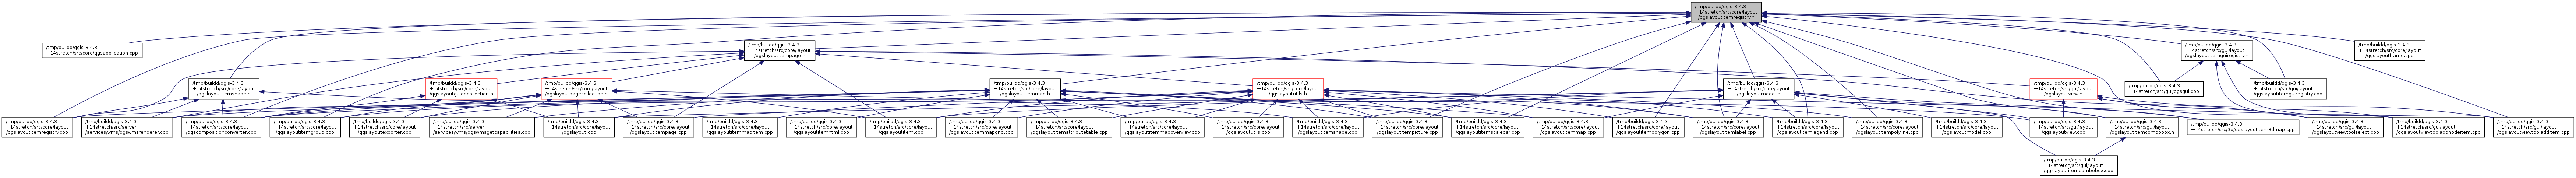 /tmp/buildd/qgis-3.4.3
+14stretch/src/core/layout
/qgslayoutitemregistry.h
/tmp/buildd/qgis-3.4.3
+14stretch/src/core/qgsapplication.cpp
/tmp/buildd/qgis-3.4.3
+14stretch/src/core/layout
/qgslayoutitempage.h
/tmp/buildd/qgis-3.4.3
+14stretch/src/gui/layout
/qgslayoutitemguiregistry.h
/tmp/buildd/qgis-3.4.3
+14stretch/src/core/layout
/qgslayoutframe.cpp
/tmp/buildd/qgis-3.4.3
+14stretch/src/core/layout
/qgslayoutitemshape.h
/tmp/buildd/qgis-3.4.3
+14stretch/src/core/layout
/qgslayoutguidecollection.h
/tmp/buildd/qgis-3.4.3
+14stretch/src/core/layout
/qgslayoutpagecollection.h
/tmp/buildd/qgis-3.4.3
+14stretch/src/core/layout
/qgslayoutitemmap.h
/tmp/buildd/qgis-3.4.3
+14stretch/src/core/layout
/qgslayoututils.h
/tmp/buildd/qgis-3.4.3
+14stretch/src/core/layout
/qgslayoutmodel.h
/tmp/buildd/qgis-3.4.3
+14stretch/src/gui/layout
/qgslayoutview.h
/tmp/buildd/qgis-3.4.3
+14stretch/src/gui/qgsgui.cpp
/tmp/buildd/qgis-3.4.3
+14stretch/src/gui/layout
/qgslayoutitemguiregistry.cpp
/tmp/buildd/qgis-3.4.3
+14stretch/src/core/layout
/qgslayoutitemregistry.cpp
/tmp/buildd/qgis-3.4.3
+14stretch/src/server
/services/wms/qgswmsrenderer.cpp
/tmp/buildd/qgis-3.4.3
+14stretch/src/core/layout
/qgscompositionconverter.cpp
/tmp/buildd/qgis-3.4.3
+14stretch/src/core/layout
/qgslayoutitemgroup.cpp
/tmp/buildd/qgis-3.4.3
+14stretch/src/core/layout
/qgslayoutexporter.cpp
/tmp/buildd/qgis-3.4.3
+14stretch/src/server
/services/wms/qgswmsgetcapabilities.cpp
/tmp/buildd/qgis-3.4.3
+14stretch/src/core/layout
/qgslayout.cpp
/tmp/buildd/qgis-3.4.3
+14stretch/src/core/layout
/qgslayoutitempage.cpp
/tmp/buildd/qgis-3.4.3
+14stretch/src/core/layout
/qgslayoutmapitem.cpp
/tmp/buildd/qgis-3.4.3
+14stretch/src/core/layout
/qgslayoutitemhtml.cpp
/tmp/buildd/qgis-3.4.3
+14stretch/src/core/layout
/qgslayoutitem.cpp
/tmp/buildd/qgis-3.4.3
+14stretch/src/core/layout
/qgslayoutitemmapgrid.cpp
/tmp/buildd/qgis-3.4.3
+14stretch/src/core/layout
/qgslayoutitemattributetable.cpp
/tmp/buildd/qgis-3.4.3
+14stretch/src/core/layout
/qgslayoutitemmapoverview.cpp
/tmp/buildd/qgis-3.4.3
+14stretch/src/core/layout
/qgslayoututils.cpp
/tmp/buildd/qgis-3.4.3
+14stretch/src/core/layout
/qgslayoutitemshape.cpp
/tmp/buildd/qgis-3.4.3
+14stretch/src/core/layout
/qgslayoutitempicture.cpp
/tmp/buildd/qgis-3.4.3
+14stretch/src/core/layout
/qgslayoutitemscalebar.cpp
/tmp/buildd/qgis-3.4.3
+14stretch/src/core/layout
/qgslayoutitemmap.cpp
/tmp/buildd/qgis-3.4.3
+14stretch/src/core/layout
/qgslayoutitempolygon.cpp
/tmp/buildd/qgis-3.4.3
+14stretch/src/core/layout
/qgslayoutitemlabel.cpp
/tmp/buildd/qgis-3.4.3
+14stretch/src/core/layout
/qgslayoutitemlegend.cpp
/tmp/buildd/qgis-3.4.3
+14stretch/src/core/layout
/qgslayoutitempolyline.cpp
/tmp/buildd/qgis-3.4.3
+14stretch/src/core/layout
/qgslayoutmodel.cpp
/tmp/buildd/qgis-3.4.3
+14stretch/src/gui/layout
/qgslayoutview.cpp
/tmp/buildd/qgis-3.4.3
+14stretch/src/gui/layout
/qgslayoutitemcombobox.h
/tmp/buildd/qgis-3.4.3
+14stretch/src/3d/qgslayoutitem3dmap.cpp
/tmp/buildd/qgis-3.4.3
+14stretch/src/gui/layout
/qgslayoutviewtoolselect.cpp
/tmp/buildd/qgis-3.4.3
+14stretch/src/gui/layout
/qgslayoutviewtooladdnodeitem.cpp
/tmp/buildd/qgis-3.4.3
+14stretch/src/gui/layout
/qgslayoutviewtooladditem.cpp
/tmp/buildd/qgis-3.4.3
+14stretch/src/gui/layout
/qgslayoutitemcombobox.cpp